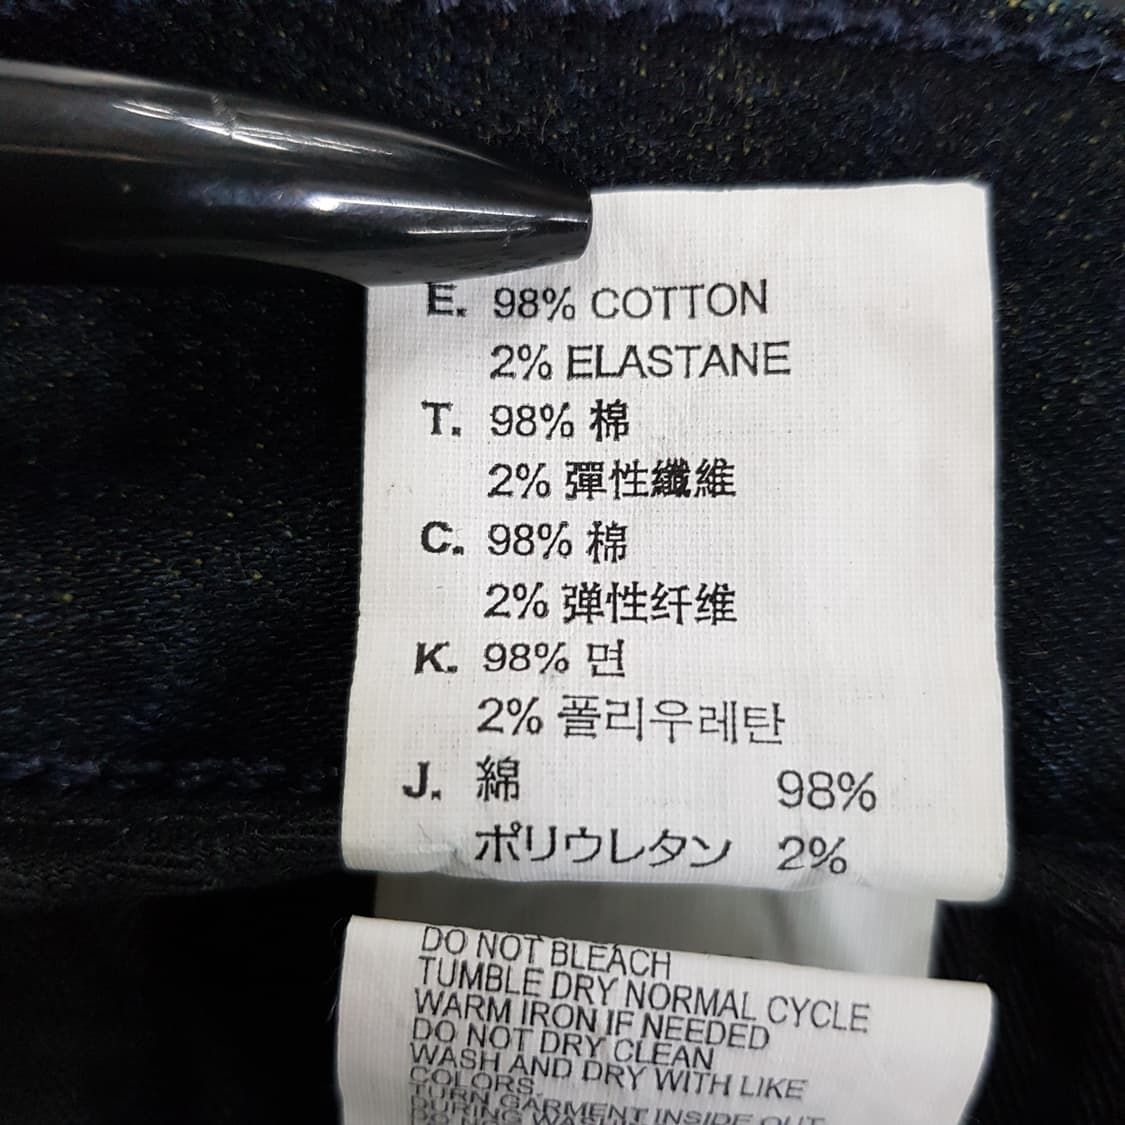 E. 98% COTTON
2% ELASTANE
T. 98% 棉
2% 彈性纖維
C. 98% 棉
2% 弹性纤维
K. 98% 면
2% 폴리우레탄
J. 綿 98%
ポリウレタン 2%
DO NOT BLEACH
TUMBLE DRY NORMAL CYCLE
WARM IRON IF NEEDED
DO NOT DRY CLEAN
WASH AND DRY WITH LIKE
COLORS.
TURN GARMENT INSIDE OUT
DURING